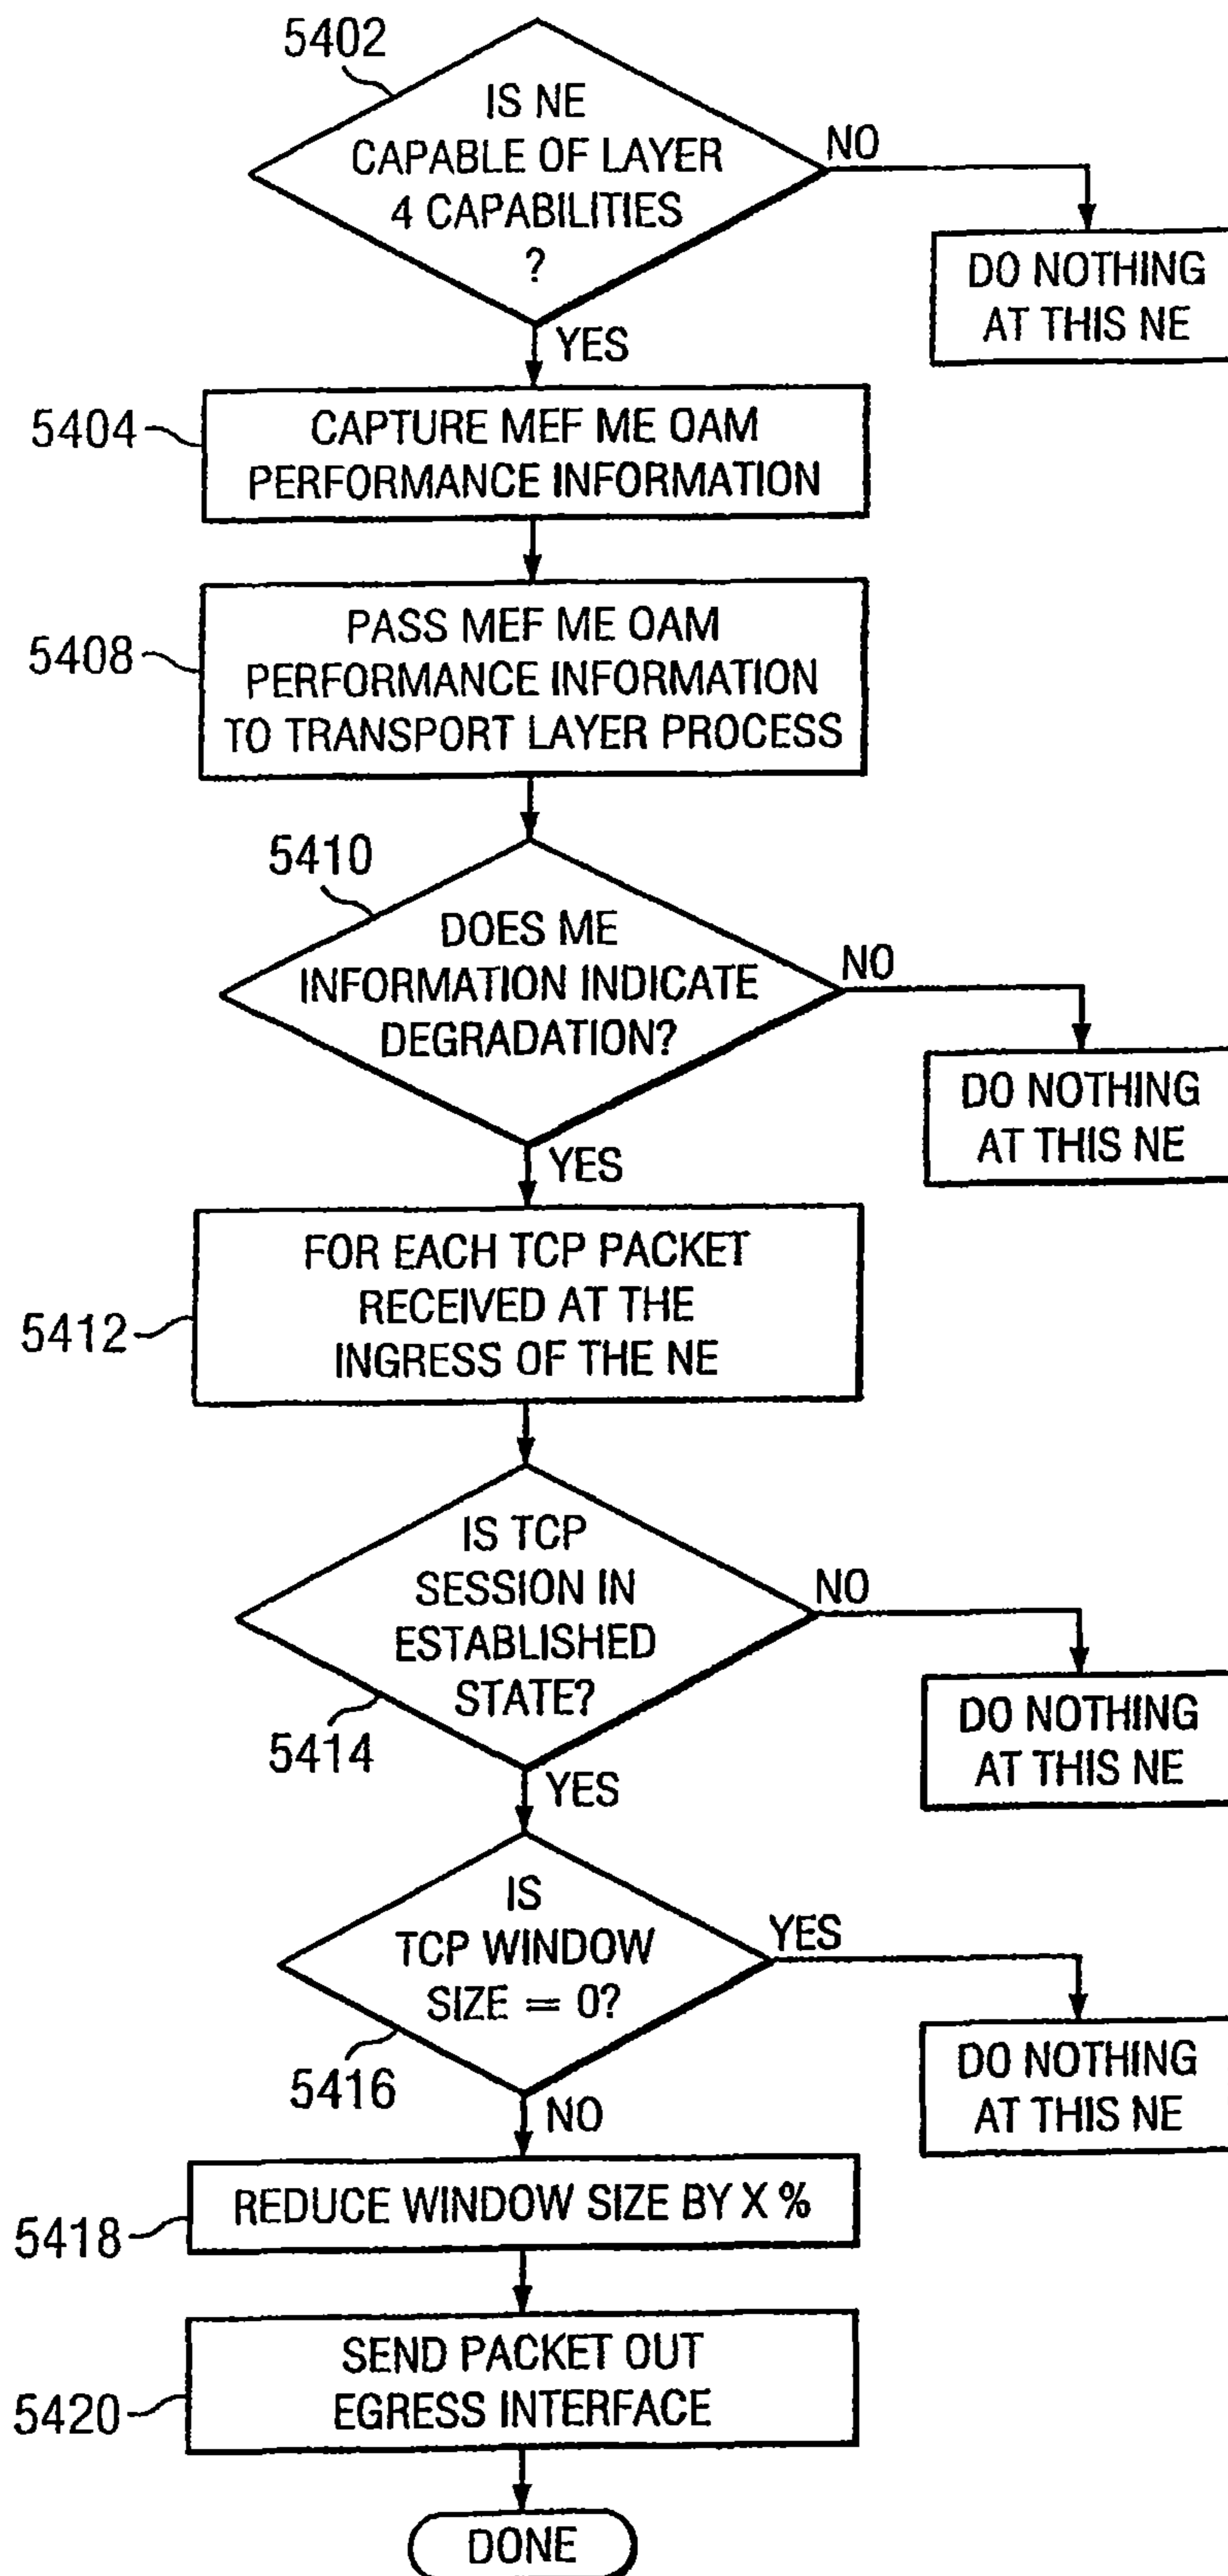 5402
IS NE
CAPABLE OF LAYER
4 CAPABILITIES
?
NO
DO NOTHING
AT THIS NE
YES
5404
CAPTURE MEF ME OAM
PERFORMANCE INFORMATION
5408
PASS MEF ME OAM
PERFORMANCE INFORMATION
TO TRANSPORT LAYER PROCESS
5410
DOES ME
INFORMATION INDICATE
DEGRADATION?
NO
DO NOTHING
AT THIS NE
YES
5412
FOR EACH TCP PACKET
RECEIVED AT THE
INGRESS OF THE NE
IS TCP
SESSION IN
ESTABLISHED
STATE?
5414
NO
DO NOTHING
AT THIS NE
YES
IS
TCP WINDOW
SIZE = 0?
5416
YES
DO NOTHING
AT THIS NE
NO
5418
REDUCE WINDOW SIZE BY X %
5420
SEND PACKET OUT
EGRESS INTERFACE
DONE